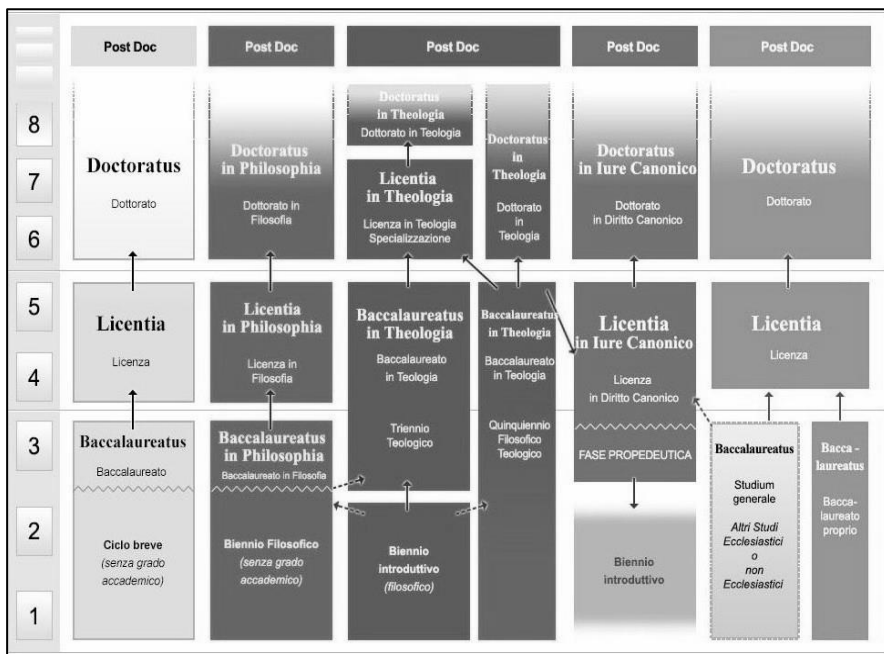 Post Doc
Post Doc
Post Doc
Post Doc
Post Doc
8
7
6
5
4
3
2
1
Doctoratus
Dottorato
Licentia
Licenza
Baccalaureatus
Baccalaureato
Ciclo breve
(senza grado
accademico)
Doctoratus
in Philosophia
Dottorato in
Filosofia
Licentia
in Philosophia
Licenza in
Filosofia
Baccalaureatus
in Philosophia
Baccalaureato in Filosofia
Biennio Filosofico
(senza grado
accademico)
Doctoratus
in Theologia
Dottorato in Teologia
Licentia
in Theologia
Licenza in Teologia
Specializzazione
Baccalaureatus
in Theologia
Baccalaureato
in Teologia
Triennio
Teologico
Biennio
introduttivo
(filosofico)
Doctoratus
in
Theologia
Dottorato
in
Teologia
Baccalaureatus
in Theologia
Baccalaureato
in Teologia
Quinquiennio
Filosofico
Teologico
Doctoratus
in Iure Canonico
Dottorato
in Diritto Canonico
Licentia
in Iure Canonico
Licenza
in Diritto Canonico
FASE PROPEDEUTICA
Biennio
introduttivo
Doctoratus
Dottorato
Licentia
Licenza
Baccalaureatus
Studium
generale
Altri Studi
Ecclesiastici
o
non
Ecclesiastici
Bacca -
laureatus
Bacca-
laureato
proprio